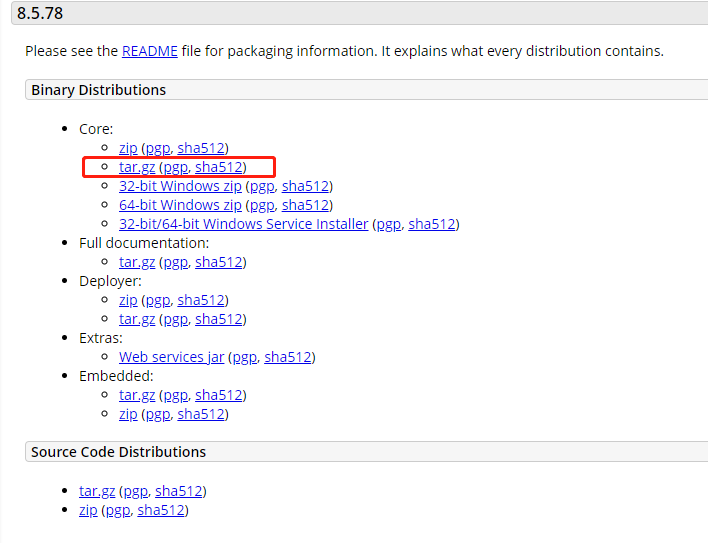 8.5.78
Please see the README file for packaging information. It explains what every distribution contains.
Binary Distributions
Core:
zip (pgp, sha512)
tar.gz (pgp, sha512)
32-bit Windows zip (pgp, sha512)
64-bit Windows zip (pgp, sha512)
32-bit/64-bit Windows Service Installer (pgp, sha512)
Full documentation:
tar.gz (pgp, sha512)
Deployer:
zip (pgp, sha512)
tar.gz (pgp, sha512)
Extras:
Web services jar (pgp, sha512)
Embedded:
tar.gz (pgp, sha512)
zip (pgp, sha512)
Source Code Distributions
tar.gz (pgp, sha512)
zip (pgp, sha512)